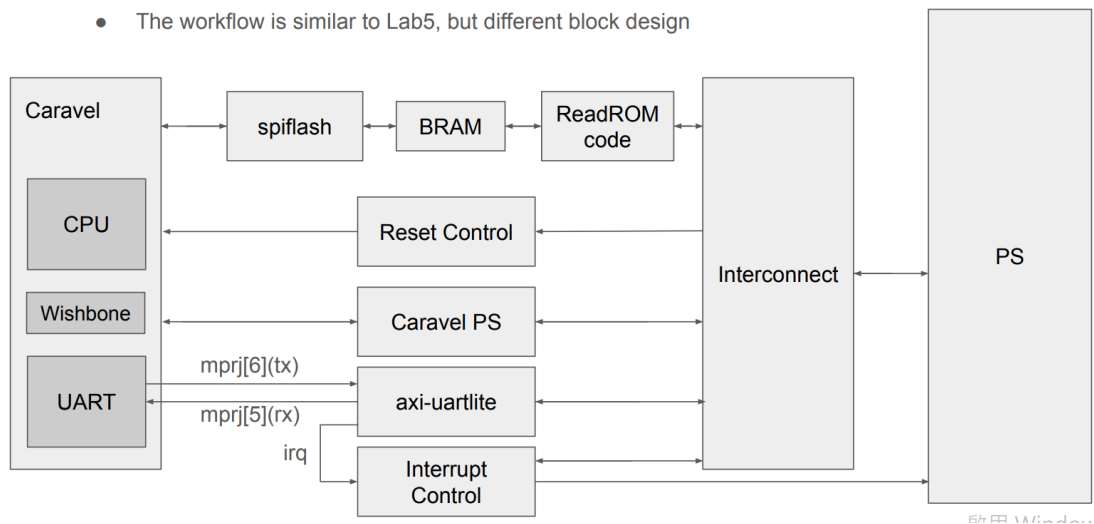 ● The workflow is similar to Lab5, but different block design
Caravel
spiflash
BRAM
ReadROM
code
CPU
Reset Control
Interconnect
PS
Wishbone
Caravel PS
mprj[6](tx)
UART
axi-uartlite
mprj[5](rx)
irq
Interrupt
Control